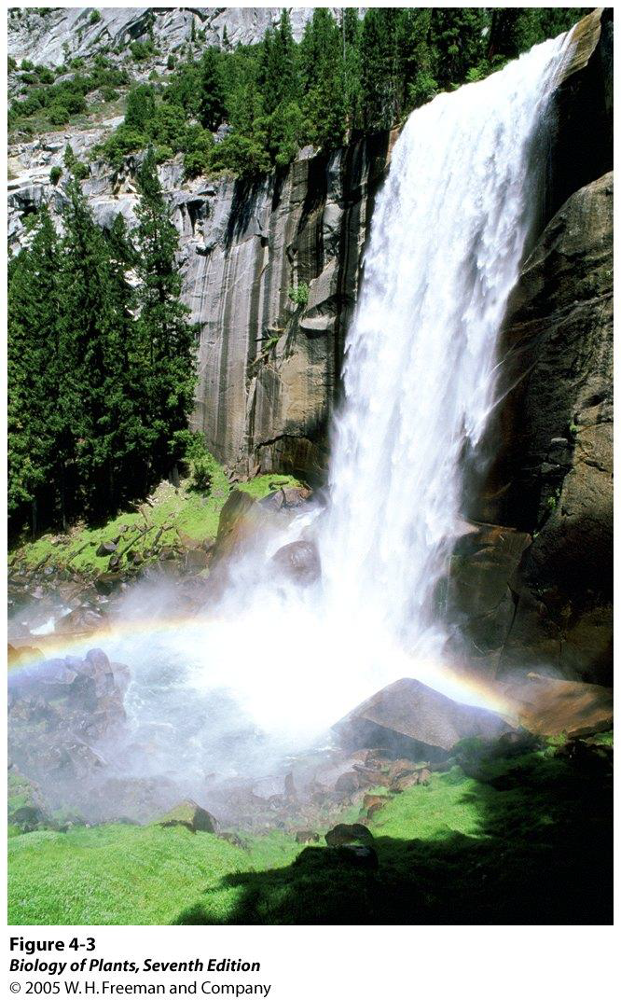 Figure 4-3
Biology of Plants, Seventh Edition
© 2005 W. H. Freeman and Company